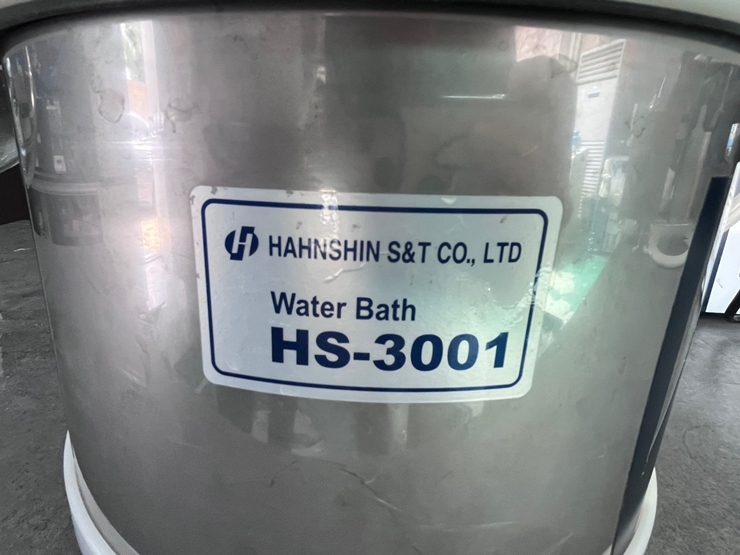 HAHNSHIN S&T CO., LTD
Water Bath
HS-3001